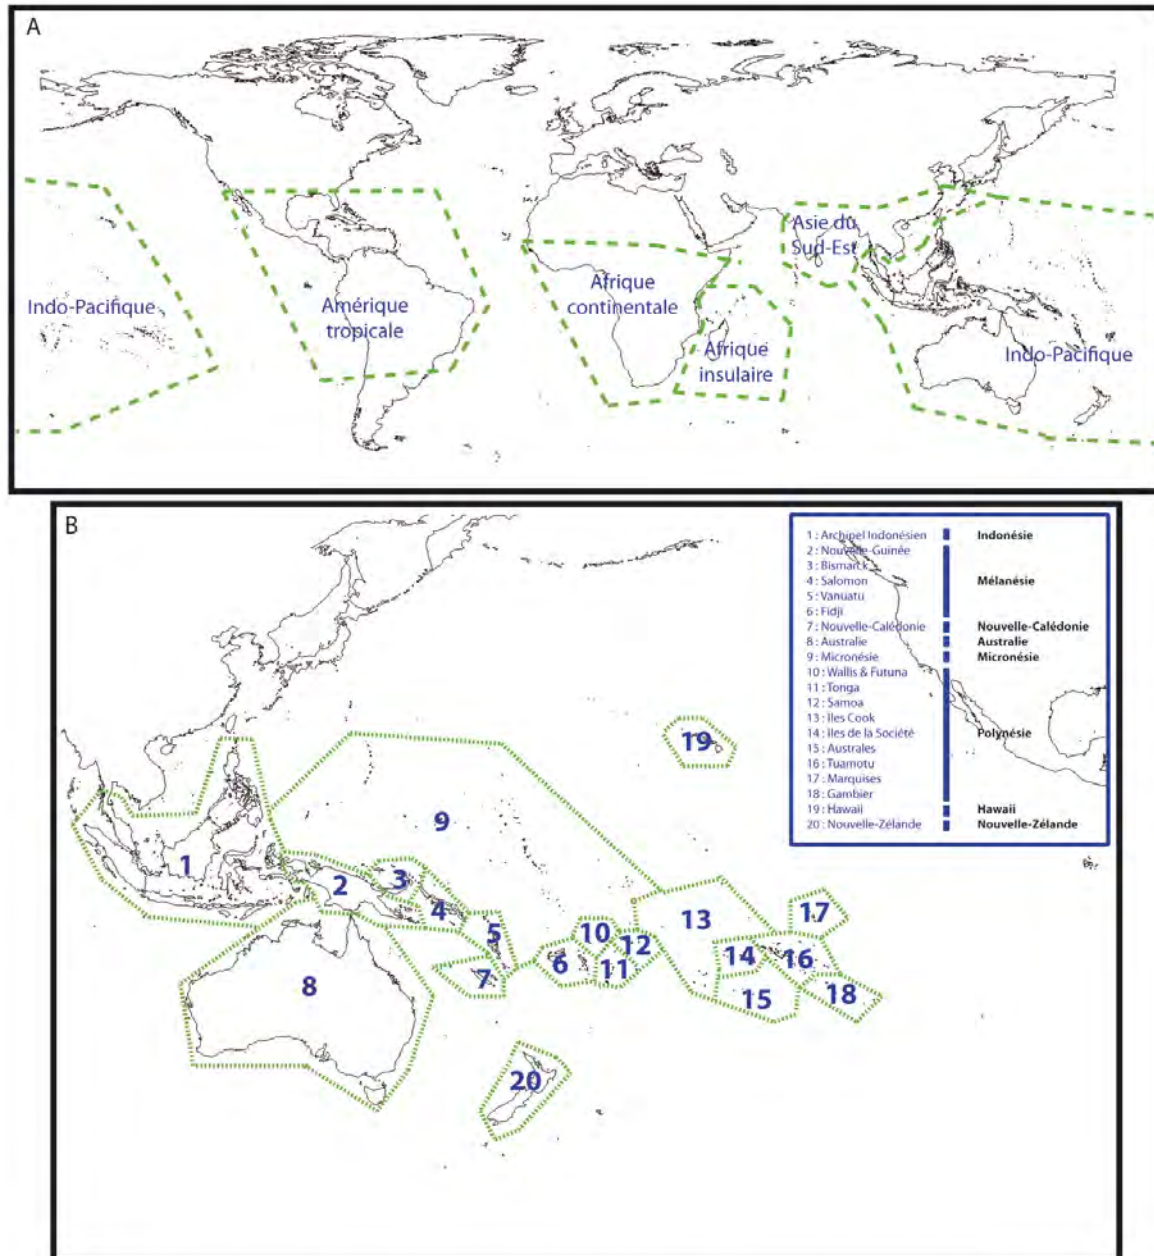 A
Asie du
Sud-Est
Indo-Pacifique
Amérique
tropicale
Afrique
continentale
Afrique
insulaire
Indo-Pacifique
B
1 : Archipel Indonésien
Indonésie
2 : Nouvelle-Guinée
3 : Bismarck
4 : Salomon
Mélanésie
5 : Vanuatu
6 : Fidji
7 : Nouvelle-Calédonie
Nouvelle-Calédonie
8 : Australie
Australie
9 : Micronésie
Micronésie
10 : Wallis & Futuna
11 : Tonga
12 : Samoa
13 : Iles Cook
14 : Iles de la Société
Polynésie
15 : Australes
16 : Tuamotu
17 : Marquises
18 : Gambier
19 : Hawaii
Hawaii
20 : Nouvelle-Zélande
Nouvelle-Zélande
19
9
1
2
3
4
5
6
7
8
10
11
12
13
14
15
16
17
18
20